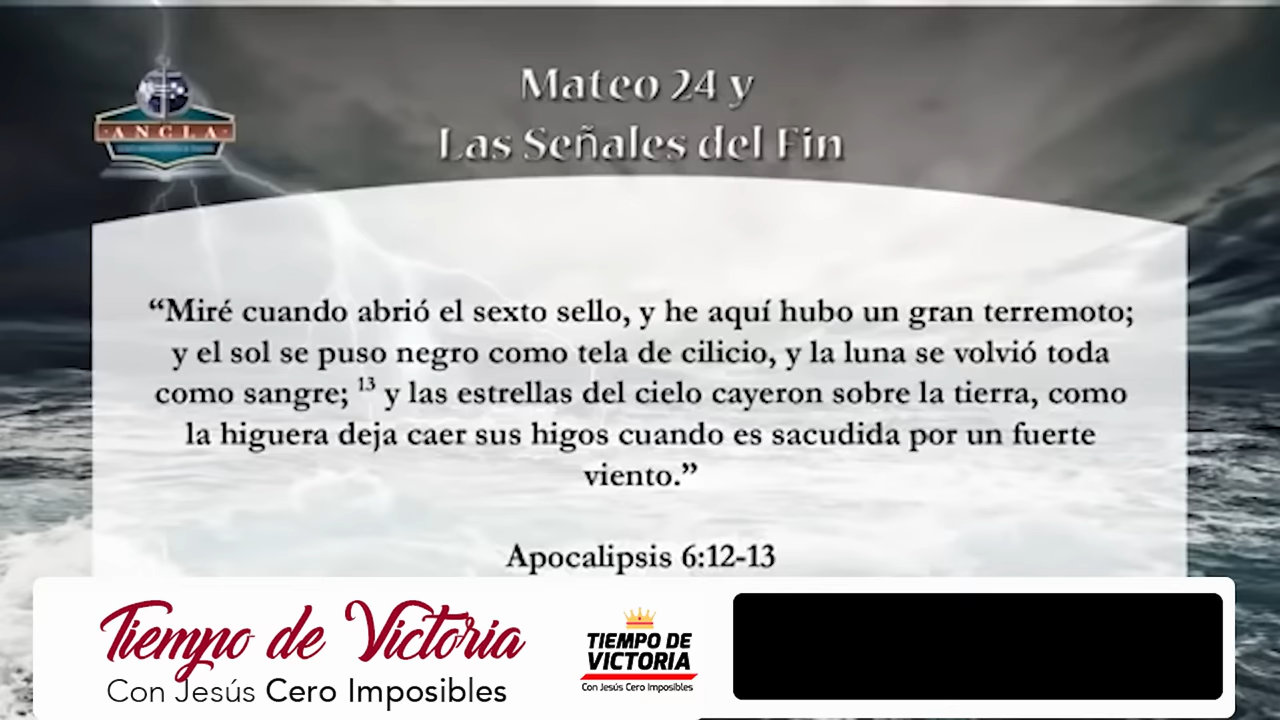 Mateo 24 y
Las Señales del Fin
ANCLA
“Miré cuando abrió el sexto sello, y he aquí hubo un gran terremoto;
y el sol se puso negro como tela de cilicio, y la luna se volvió toda
como sangre; 13 y las estrellas del cielo cayeron sobre la tierra, como
la higuera deja caer sus higos cuando es sacudida por un fuerte
viento.”
Apocalipsis 6:12-13
Tiempo de Victoria
Con Jesús Cero Imposibles
TIEMPO DE
VICTORIA
Con Jesús Cero Imposibles